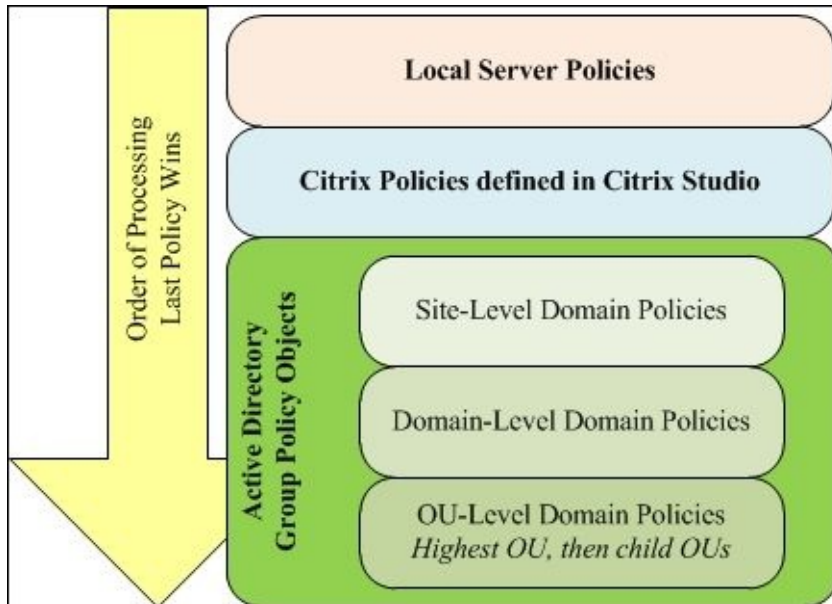 Order of Processing
Last Policy Wins
Local Server Policies
Citrix Policies defined in Citrix Studio
Active Directory
Group Policy Objects
Site-Level Domain Policies
Domain-Level Domain Policies
OU-Level Domain Policies
Highest OU, then child OUs